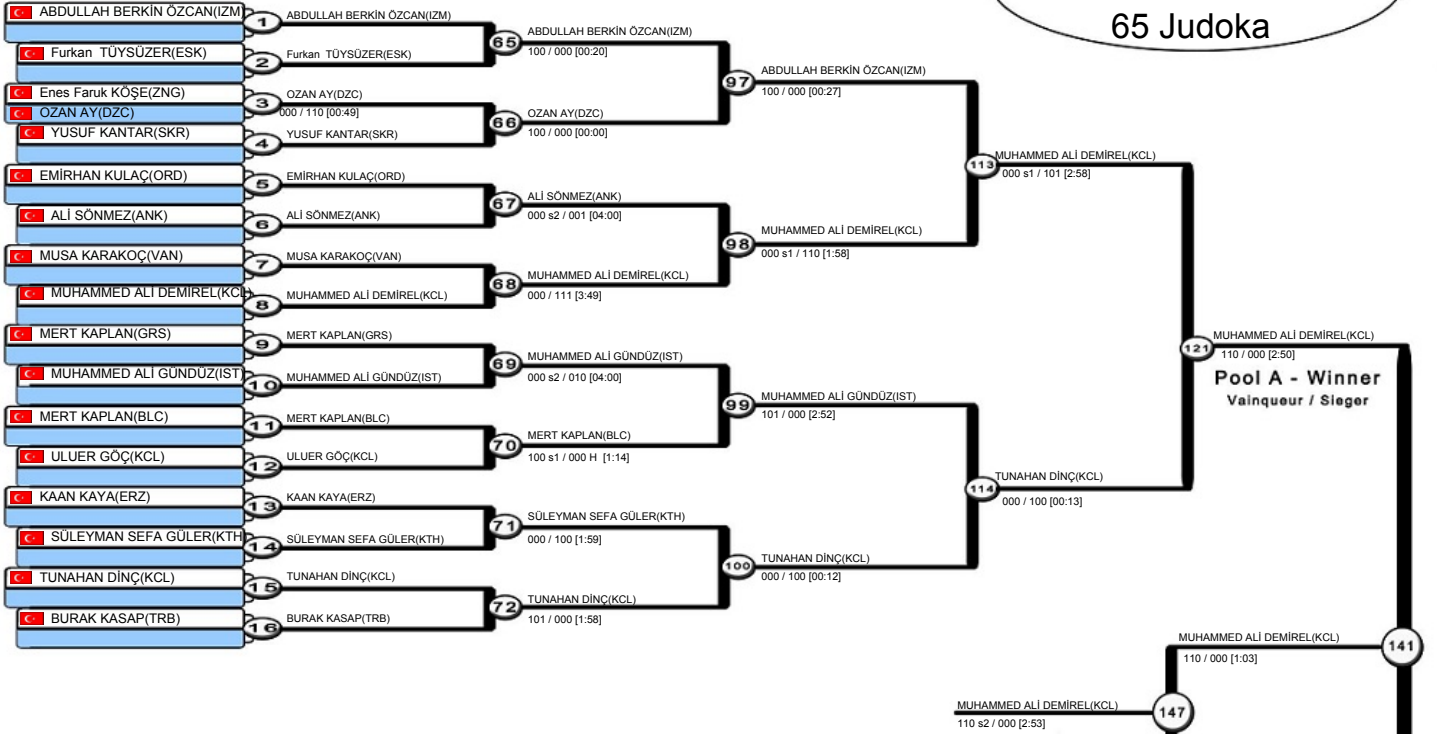 65 Judoka
ABDULLAH BERKİN ÖZCAN(IZM)
Furkan TÜYSÜZER(ESK)
Enes Faruk KÖŞE(ZNG)
OZAN AY(DZC)
YUSUF KANTAR(SKR)
EMİRHAN KULAÇ(ORD)
ALİ SÖNMEZ(ANK)
MUSA KARAKOÇ(VAN)
MUHAMMED ALİ DEMİREL(KCL)
MERT KAPLAN(GRS)
MUHAMMED ALİ GÜNDÜZ(IST)
MERT KAPLAN(BLC)
ULUER GÖÇ(KCL)
KAAN KAYA(ERZ)
SÜLEYMAN SEFA GÜLER(KTH)
TUNAHAN DİNÇ(KCL)
BURAK KASAP(TRB)
1
ABDULLAH BERKİN ÖZCAN(IZM)
2
Furkan TÜYSÜZER(ESK)
3
OZAN AY(DZC)
000 / 110 [00:49]
4
YUSUF KANTAR(SKR)
5
EMİRHAN KULAÇ(ORD)
6
ALİ SÖNMEZ(ANK)
7
MUSA KARAKOÇ(VAN)
8
MUHAMMED ALİ DEMİREL(KCL)
9
MERT KAPLAN(GRS)
10
MUHAMMED ALİ GÜNDÜZ(IST)
11
MERT KAPLAN(BLC)
12
ULUER GÖÇ(KCL)
13
KAAN KAYA(ERZ)
14
SÜLEYMAN SEFA GÜLER(KTH)
15
TUNAHAN DİNÇ(KCL)
16
BURAK KASAP(TRB)
65
ABDULLAH BERKİN ÖZCAN(IZM)
100 / 000 [00:20]
66
OZAN AY(DZC)
100 / 000 [00:00]
67
ALİ SÖNMEZ(ANK)
000 s2 / 001 [04:00]
68
MUHAMMED ALİ DEMİREL(KCL)
000 / 111 [3:49]
69
MUHAMMED ALİ GÜNDÜZ(IST)
000 s2 / 010 [04:00]
70
MERT KAPLAN(BLC)
100 s1 / 000 H [1:14]
71
SÜLEYMAN SEFA GÜLER(KTH)
000 / 100 [1:59]
72
TUNAHAN DİNÇ(KCL)
101 / 000 [1:58]
97
ABDULLAH BERKİN ÖZCAN(IZM)
100 / 000 [00:27]
98
MUHAMMED ALİ DEMİREL(KCL)
000 s1 / 110 [1:58]
99
MUHAMMED ALİ GÜNDÜZ(IST)
101 / 000 [2:52]
100
TUNAHAN DİNÇ(KCL)
000 / 100 [00:12]
113
MUHAMMED ALİ DEMİREL(KCL)
000 s1 / 101 [2:58]
114
TUNAHAN DİNÇ(KCL)
000 / 100 [00:13]
121
MUHAMMED ALİ DEMİREL(KCL)
110 / 000 [2:50]
Pool A - Winner
Vainqueur / Sieger
MUHAMMED ALİ DEMİREL(KCL)
110 / 000 [1:03]
141
MUHAMMED ALİ DEMİREL(KCL)
110 s2 / 000 [2:53]
147